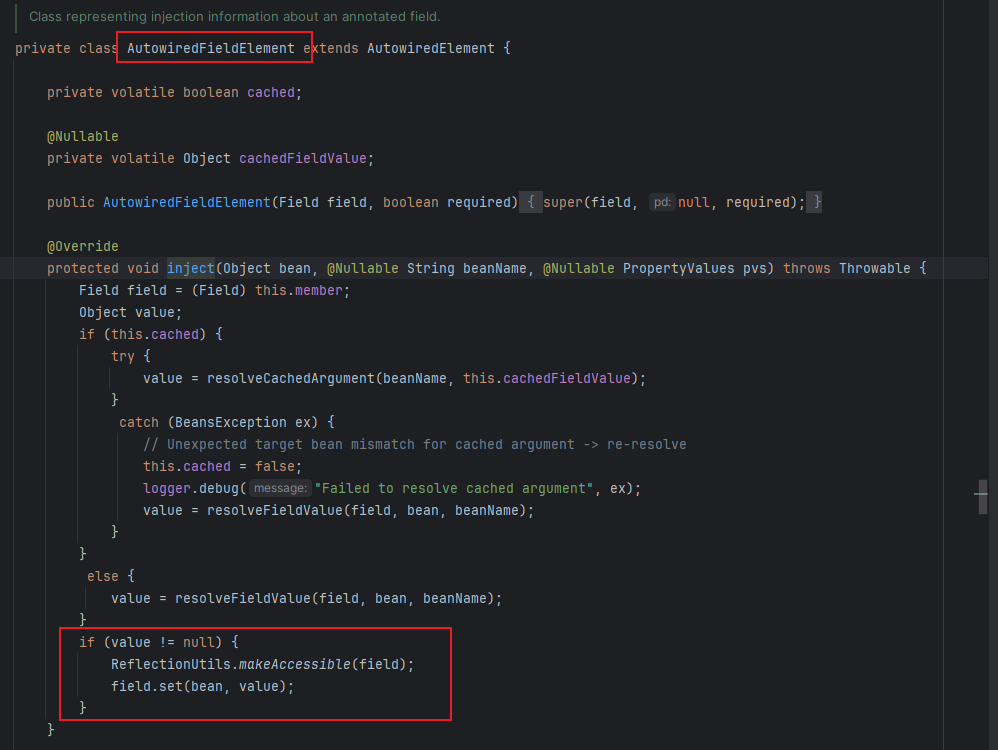 Class representing injection information about an annotated field.
private class AutowiredFieldElement extends AutowiredElement {
private volatile boolean cached;
@Nullable
private volatile Object cachedFieldValue;
public AutowiredFieldElement(Field field, boolean required) { super(field, pd: null, required); }
@Override
protected void inject(Object bean, @Nullable String beanName, @Nullable PropertyValues pvs) throws Throwable {
Field field = (Field) this.member;
Object value;
if (this.cached) {
try {
value = resolveCachedArgument(beanName, this.cachedFieldValue);
}
catch (BeansException ex) {
// Unexpected target bean mismatch for cached argument -> re-resolve
this.cached = false;
logger.debug( message: "Failed to resolve cached argument", ex);
value = resolveFieldValue(field, bean, beanName);
}
}
else {
value = resolveFieldValue(field, bean, beanName);
}
if (value != null) {
ReflectionUtils.makeAccessible(field);
field.set(bean, value);
}
}